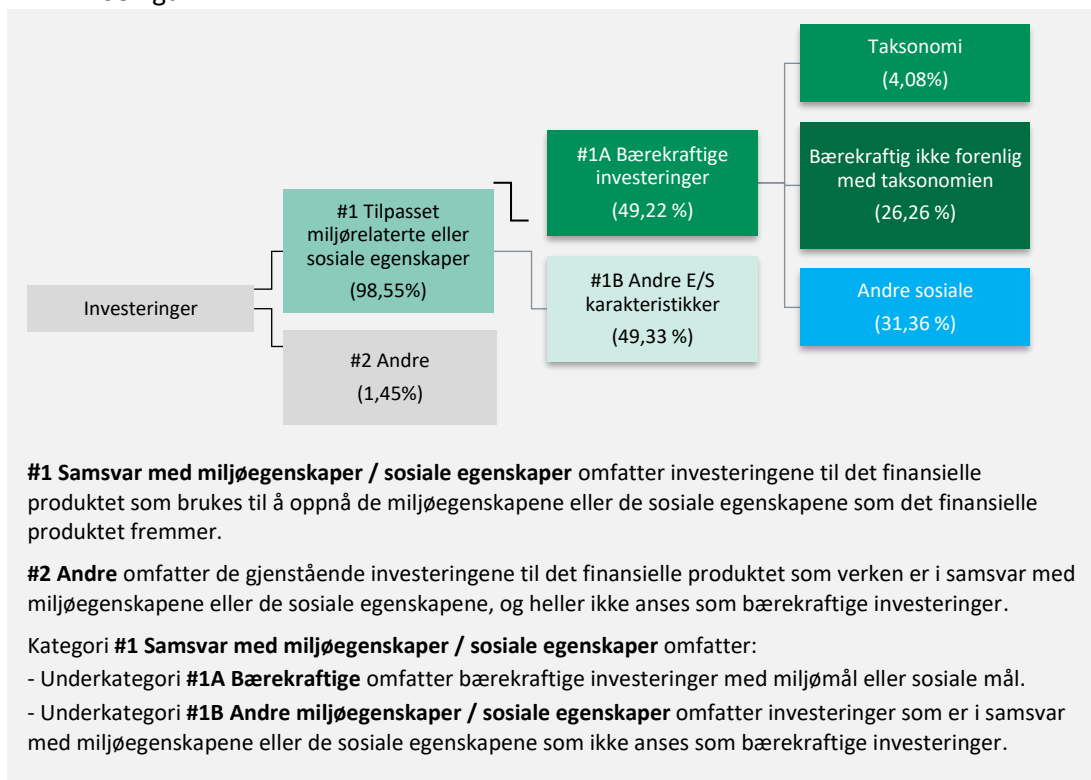 Taksonomi
(4,08%)
#1A Bærekraftige
investeringer
(49,22 %)
Bærekraftig ikke forenlig
med taksonomien
(26,26 %)
#1 Tilpasset
miljørelaterte eller
sosiale egenskaper
(98,55%)
#1B Andre E/S
karakteristikker
(49,33 %)
Andre sosiale
(31,36 %)
Investeringer
#2 Andre
(1,45%)
#1 Samsvar med miljøegenskaper / sosiale egenskaper omfatter investeringene til det finansielle
produktet som brukes til å oppnå de miljøegenskapene eller de sosiale egenskapene som det finansielle
produktet fremmer.
#2 Andre omfatter de gjenstående investeringene til det finansielle produktet som verken er i samsvar med
miljøegenskapene eller de sosiale egenskapene, og heller ikke anses som bærekraftige investeringer.
Kategori #1 Samsvar med miljøegenskaper / sosiale egenskaper omfatter:
- Underkategori #1A Bærekraftige omfatter bærekraftige investeringer med miljømål eller sosiale mål.
- Underkategori #1B Andre miljøegenskaper / sosiale egenskaper omfatter investeringer som er i samsvar
med miljøegenskapene eller de sosiale egenskapene som ikke anses som bærekraftige investeringer.